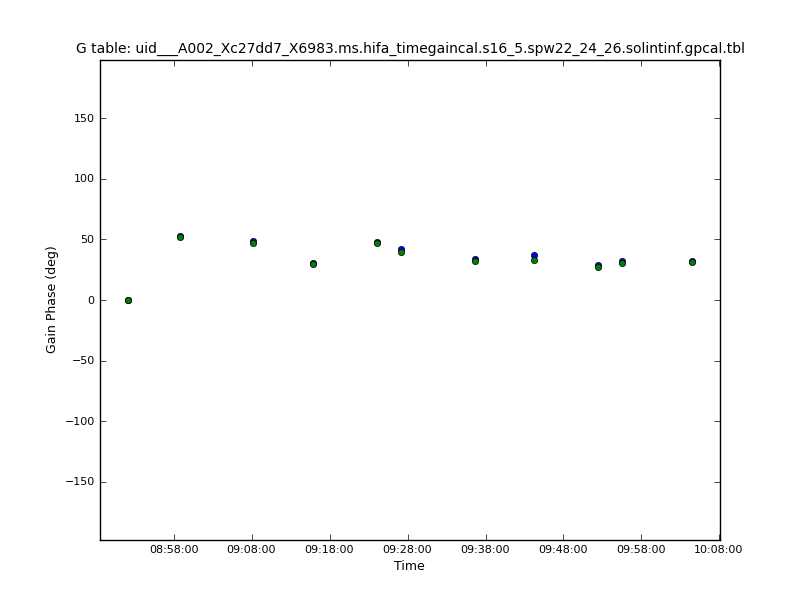 G table: uid___A002_Xc27dd7_X6983.ms.hifa_timegaincal.s16_5.spw22_24_26.solintinf.gpcal.tbl
150
100
50
0
−50
−100
−150
Gain Phase (deg)
08:58:00 09:08:00 09:18:00 09:28:00 09:38:00 09:48:00 09:58:00 10:08:00
Time